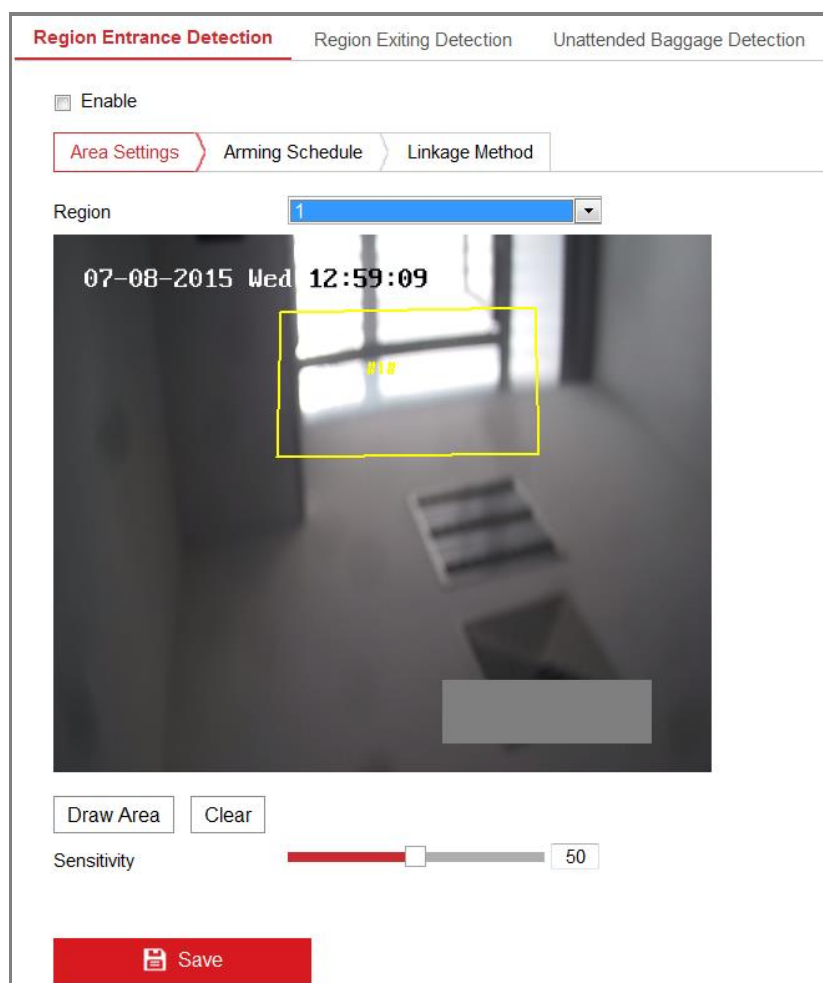 Region Entrance Detection Region Exiting Detection Unattended Baggage Detection
Enable
Area Settings Arming Schedule Linkage Method
Region 1
07-08-2015 Wed 12:59:09
#1#
Draw Area Clear
Sensitivity 50
Save